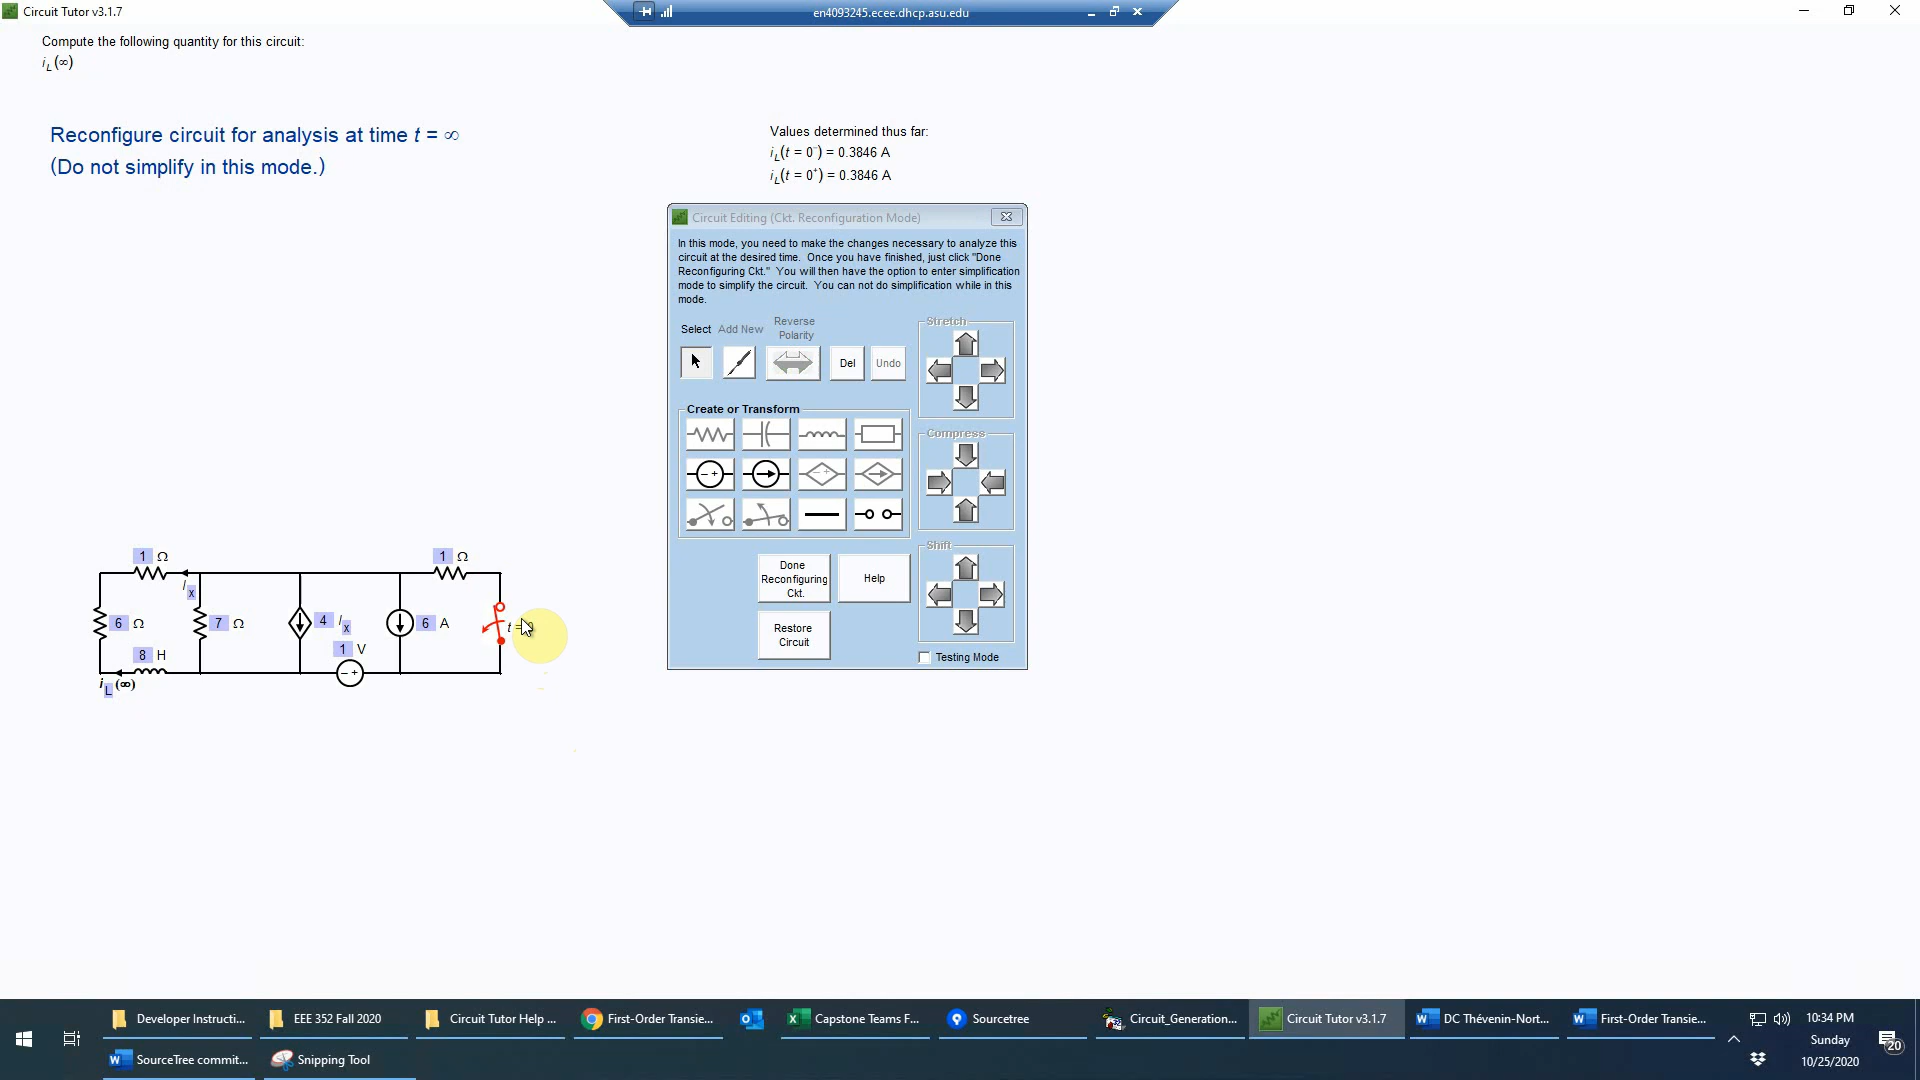 Circuit Tutor v3.1.7
en4093245.ecee.dhcp.asu.edu
Compute the following quantity for this circuit:
iL(∞)
Reconfigure circuit for analysis at time t = ∞
(Do not simplify in this mode.)
Values determined thus far:
iL(t = 0⁻) = 0.3846 A
iL(t = 0⁺) = 0.3846 A
Circuit Editing (Ckt. Reconfiguration Mode)
In this mode, you need to make the changes necessary to analyze this
circuit at the desired time. Once you have finished, just click "Done
Reconfiguring Ckt." You will then have the option to enter simplification
mode to simplify the circuit. You can not do simplification while in this
mode.
Select Add New Reverse
Polarity
Del Undo
Stretch
Create or Transform
Compress
Shift
Done
Reconfiguring
Ckt.
Help
Restore
Circuit
Testing Mode
1 Ω 1 Ω
Ix
6 Ω 7 Ω 4 Ix 6 A t =
8 H 1 V
iL(∞)
Developer Instructi...
EEE 352 Fall 2020
Circuit Tutor Help ...
First-Order Transie...
Capstone Teams F...
Sourcetree
Circuit_Generation...
Circuit Tutor v3.1.7
DC Thévenin-Nort...
First-Order Transie...
SourceTree commit...
Snipping Tool
10:34 PM
Sunday
10/25/2020
20